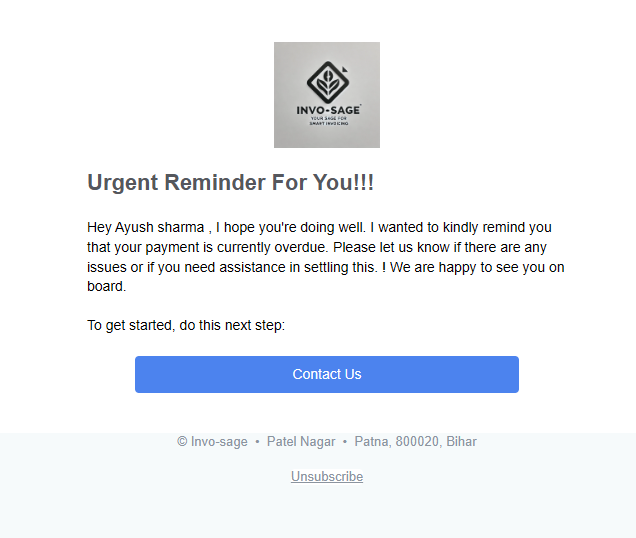 INVO-SAGE
YOUR SAGE FOR
SMART INVOICING
Urgent Reminder For You!!!
Hey Ayush sharma , I hope you're doing well. I wanted to kindly remind you
that your payment is currently overdue. Please let us know if there are any
issues or if you need assistance in settling this. ! We are happy to see you on
board.
To get started, do this next step:
Contact Us
© Invo-sage • Patel Nagar • Patna, 800020, Bihar
Unsubscribe